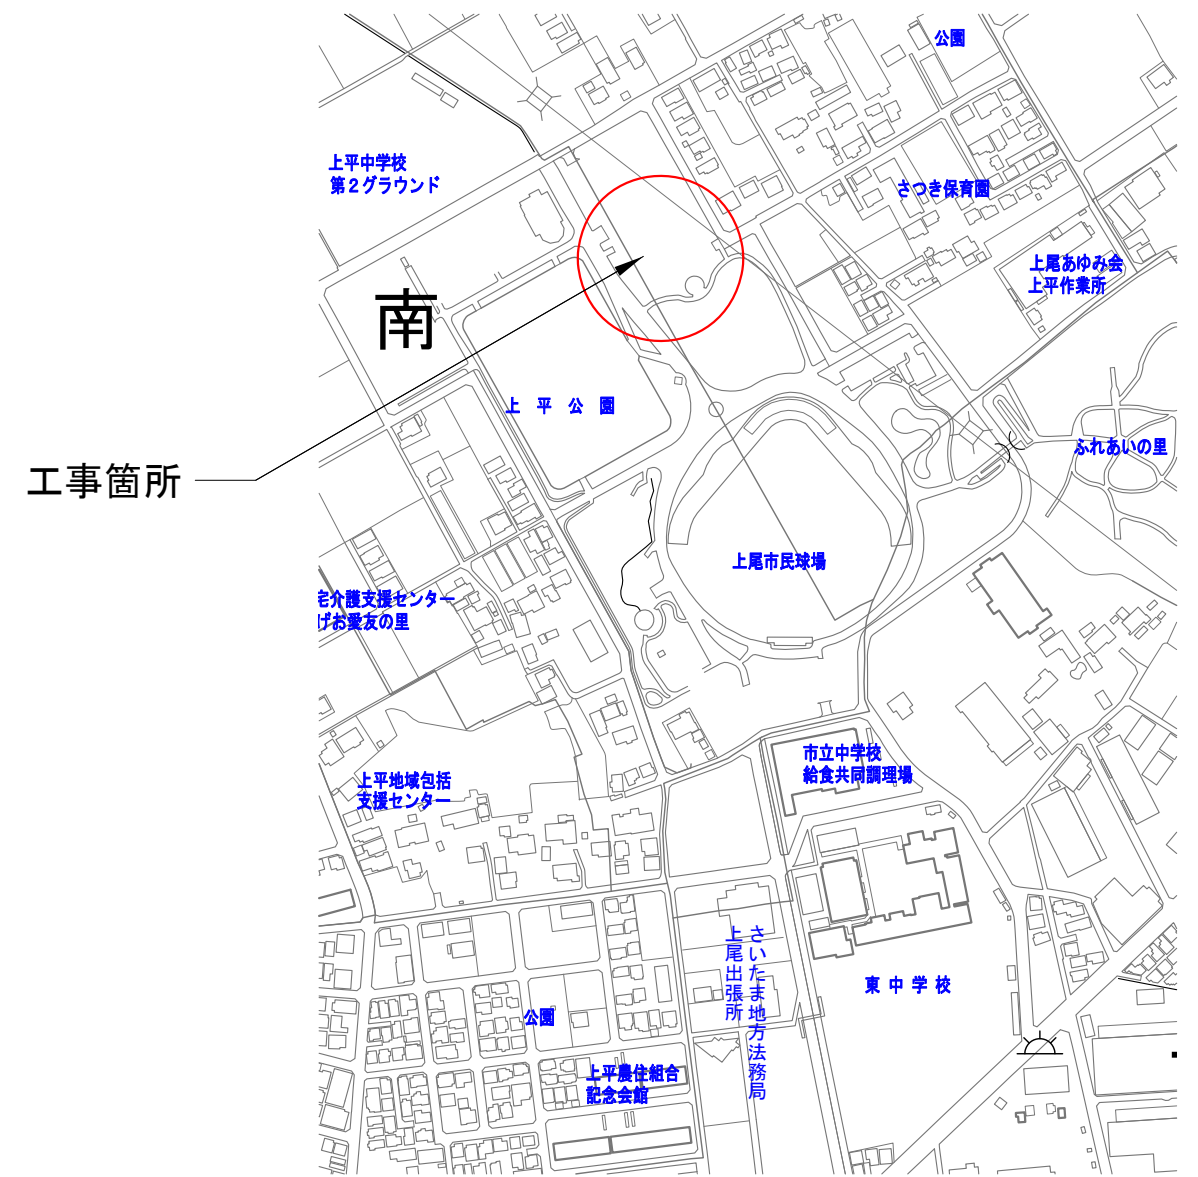 公園
上平中学校
第2グラウンド
さつき保育園
上尾あゆみ会
上平作業所
南
上平公園
ふれあいの里
工事箇所
上尾市民球場
宅介護支援センター
げお愛友の里
市立中学校
給食共同調理場
上平地域包括
支援センター
さいたま地方法務局
上尾出張所
東中学校
公園
上平農住組合
記念会館